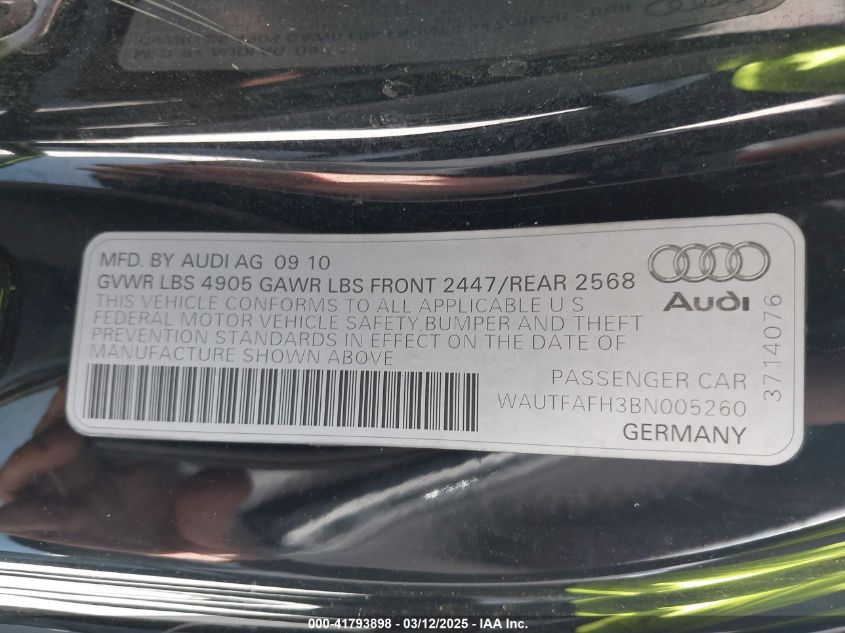 MFD. BY AUDI AG 09 10
GVWR LBS 4905 GAWR LBS FRONT 2447/REAR 2568
THIS VEHICLE CONFORMS TO ALL APPLICABLE U S
FEDERAL MOTOR VEHICLE SAFETY,BUMPER AND THEFT
PREVENTION STANDARDS IN EFFECT ON THE DATE OF
MANUFACTURE SHOWN ABOVE
Audi
3714076
PASSENGER CAR
WAUTFAFH3BN005260
GERMANY
000-41793898 - 03/12/2025 - IAA Inc.